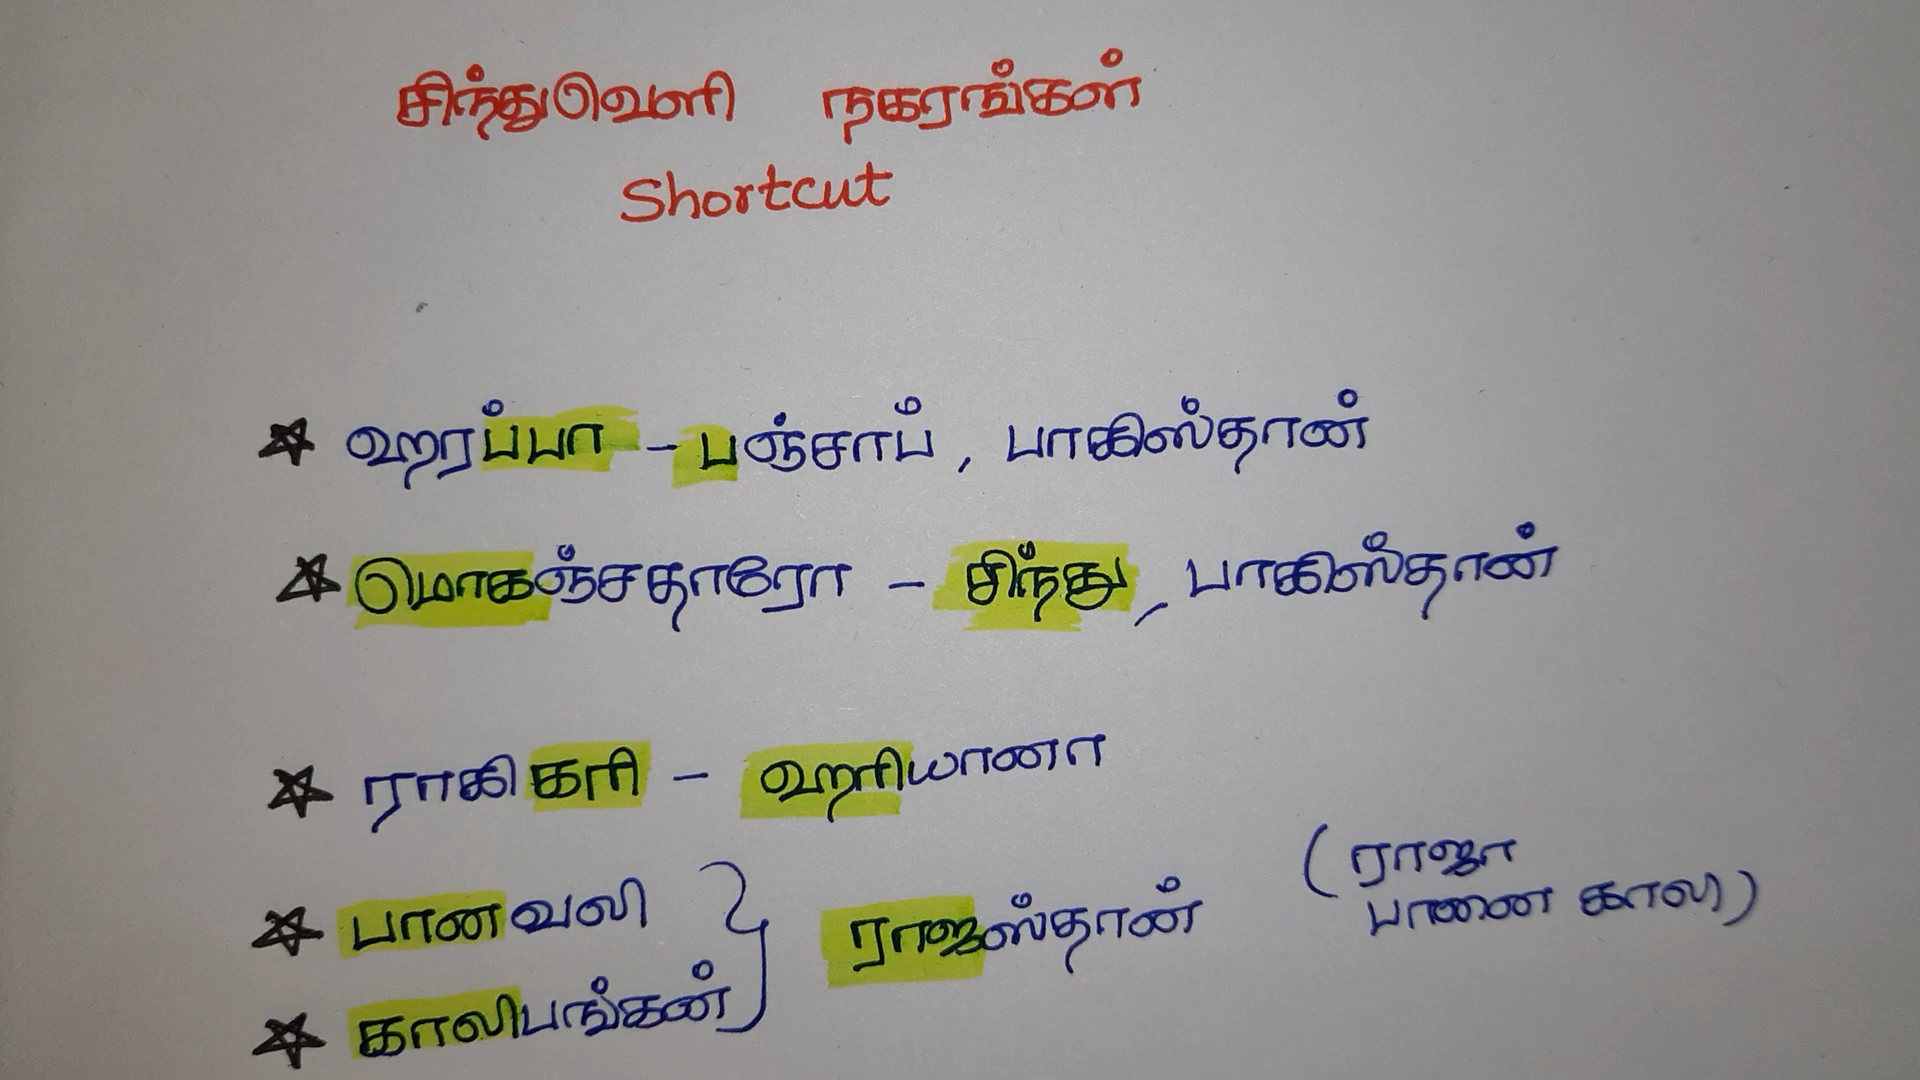 சிந்துவெளி நகரங்கள்
Shortcut
ஹரப்பா - பஞ்சாப், பாகிஸ்தான்
மொகஞ்சதாரோ - சிந்து, பாகிஸ்தான்
ராகிகரி - ஹரியானா
பானவலி
காலிபங்கன்
ராஜஸ்தான்
(ராஜா
பானை காலி)